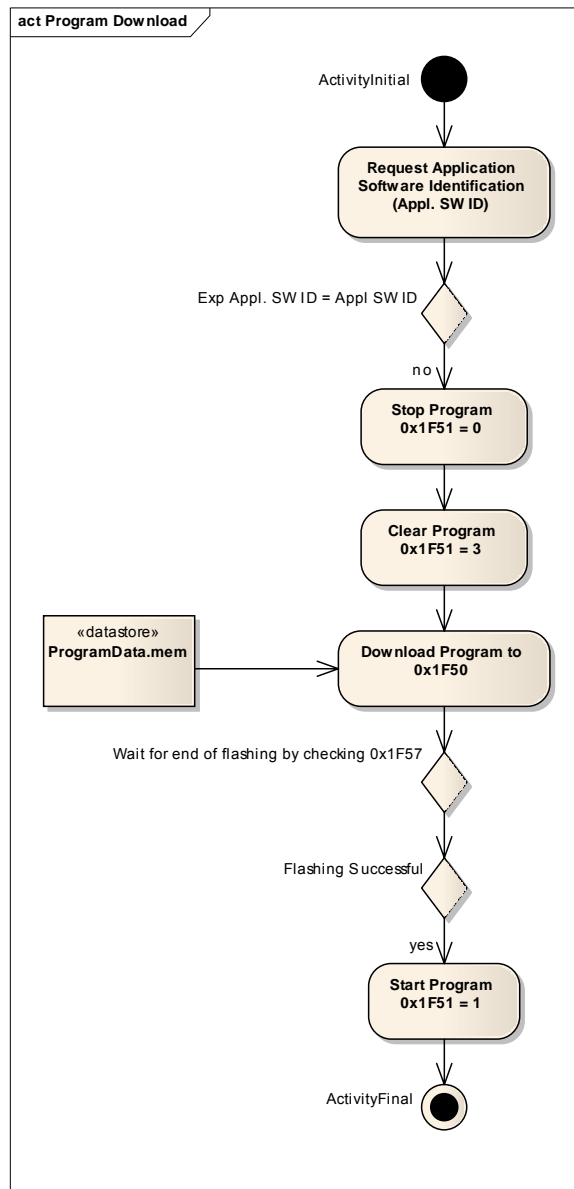 act Program Download
ActivityInitial
Request Application
Software Identification
(Appl. SW ID)
Exp Appl. SW ID = Appl SW ID
no
Stop Program
0x1F51 = 0
Clear Program
0x1F51 = 3
«datastore»
ProgramData.mem
Download Program to
0x1F50
Wait for end of flashing by checking 0x1F57
Flashing Successful
yes
Start Program
0x1F51 = 1
ActivityFinal